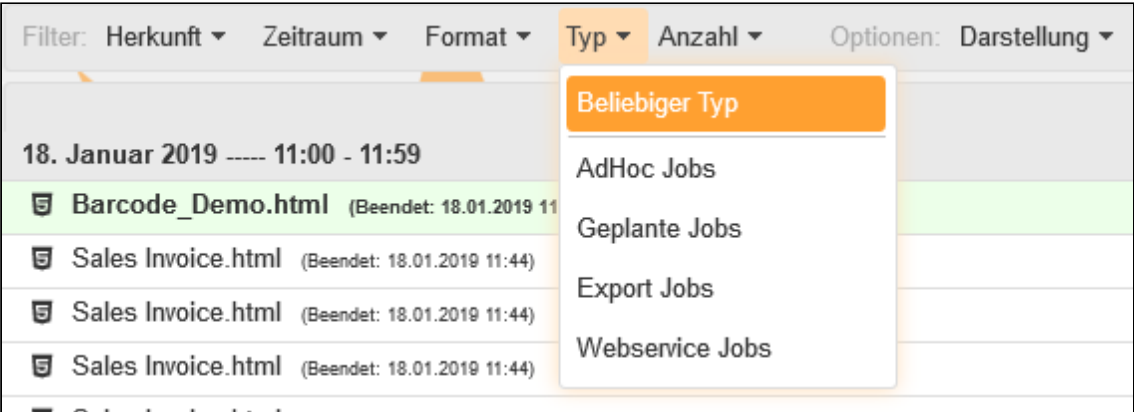 Filter: Herkunft Zeitraum Format Typ Anzahl Optionen: Darstellung
Beliebiger Typ
18. Januar 2019 ----- 11:00 - 11:59
AdHoc Jobs
Barcode_Demo.html (Beendet: 18.01.2019 11
Geplante Jobs
Sales Invoice.html (Beendet: 18.01.2019 11:44)
Export Jobs
Sales Invoice.html (Beendet: 18.01.2019 11:44)
Webservice Jobs
Sales Invoice.html (Beendet: 18.01.2019 11:44)